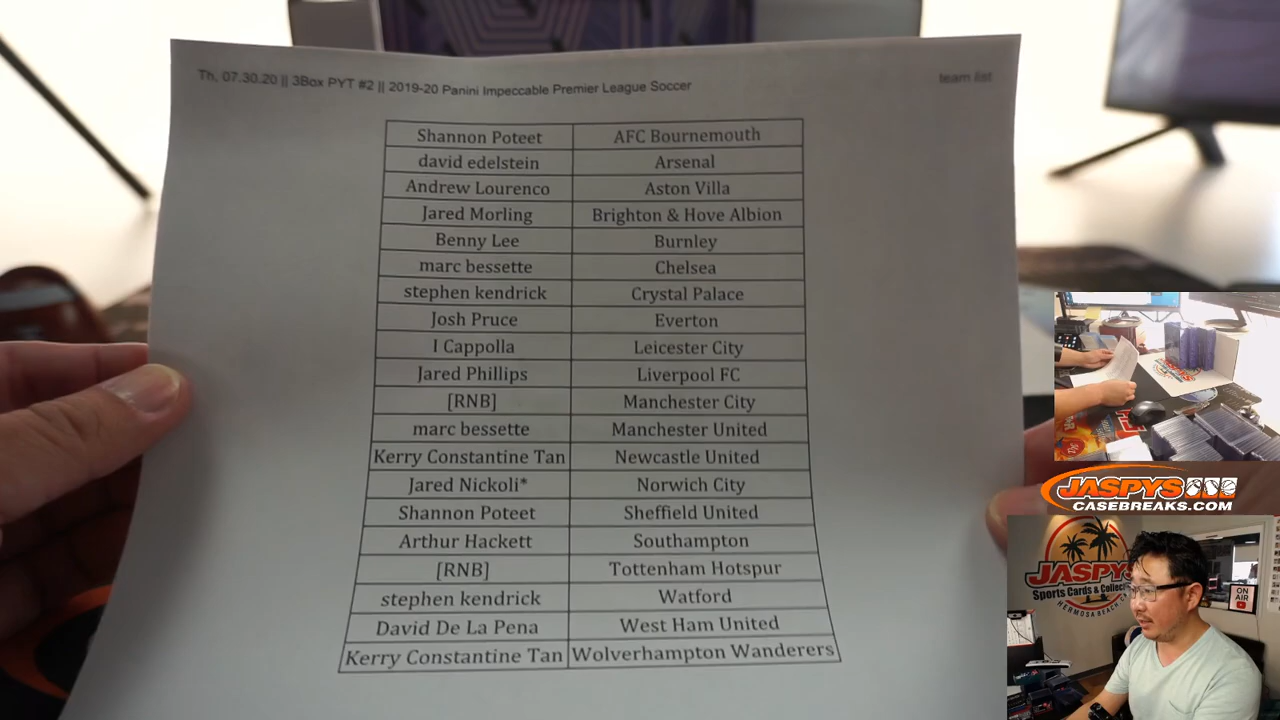 Th, 07.30.20 || 3Box PYT #2 || 2019-20 Panini Impeccable Premier League Soccer team list
Shannon Poteet AFC Bournemouth
david edelstein Arsenal
Andrew Lourenco Aston Villa
Jared Morling Brighton & Hove Albion
Benny Lee Burnley
marc bessette Chelsea
stephen kendrick Crystal Palace
Josh Pruce Everton
I Cappolla Leicester City
Jared Phillips Liverpool FC
[RNB] Manchester City
marc bessette Manchester United
Kerry Constantine Tan Newcastle United
Jared Nickoli* Norwich City
Shannon Poteet Sheffield United
Arthur Hackett Southampton
[RNB] Tottenham Hotspur
stephen kendrick Watford
David De La Pena West Ham United
Kerry Constantine Tan Wolverhampton Wanderers
JASPYS
CASEBREAKS.COM
JASPYS
Sports Cards & Collec
HERMOSA BEACH
ON
AIR